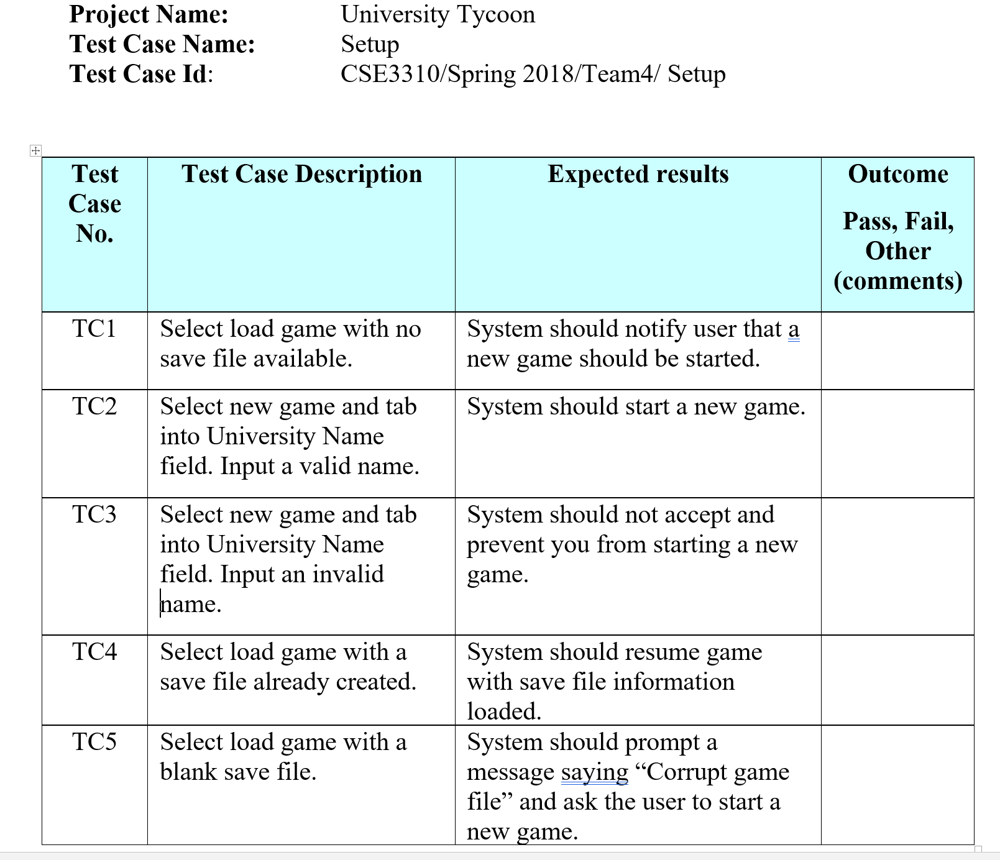 Project Name: University Tycoon
Test Case Name: Setup
Test Case Id: CSE3310/Spring 2018/Team4/ Setup
Test
Case
No.
Test Case Description
Expected results
Outcome
Pass, Fail,
Other
(comments)
TC1
Select load game with no
save file available.
System should notify user that a
new game should be started.
TC2
Select new game and tab
into University Name
field. Input a valid name.
System should start a new game.
TC3
Select new game and tab
into University Name
field. Input an invalid
name.
System should not accept and
prevent you from starting a new
game.
TC4
Select load game with a
save file already created.
System should resume game
with save file information
loaded.
TC5
Select load game with a
blank save file.
System should prompt a
message saying “Corrupt game
file” and ask the user to start a
new game.